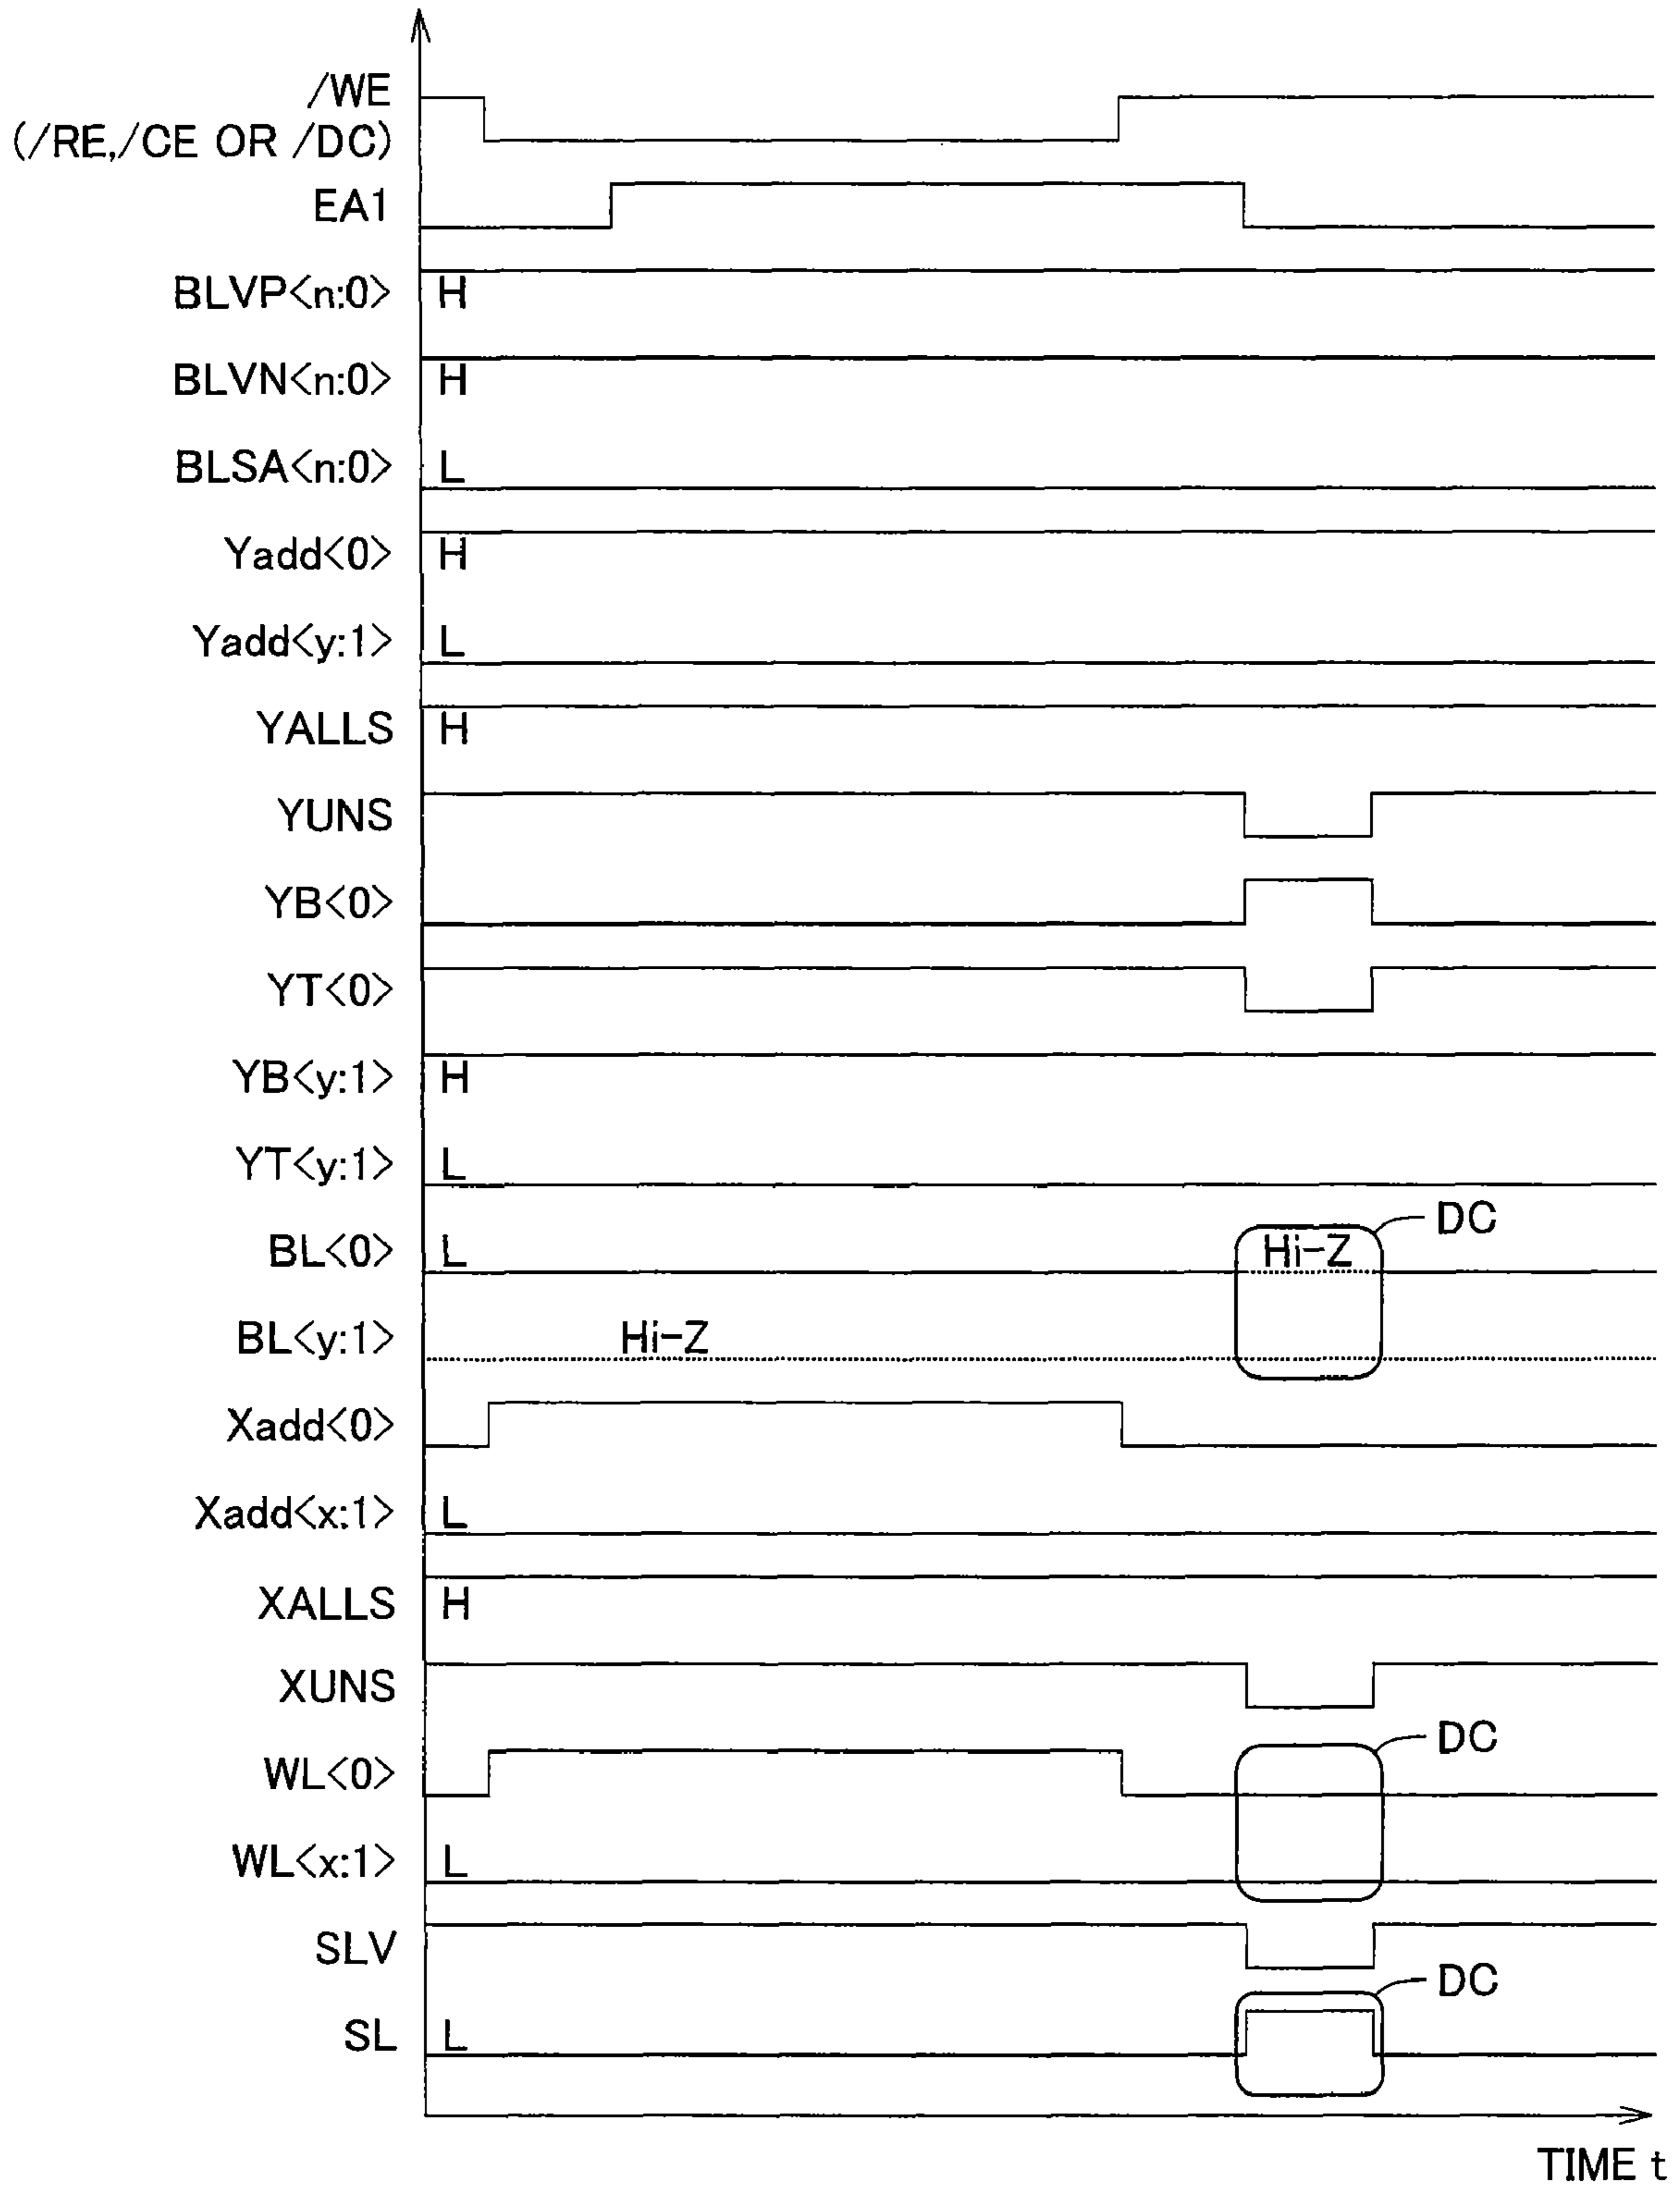 /WE
(/RE,/CE OR /DC)
EA1
BLVP<n:0> H
BLVN<n:0> H
BLSA<n:0> L
Yadd<0> H
Yadd<y:1> L
YALLS H
YUNS
YB<0>
YT<0>
YB<y:1> H
YT<y:1> L
DC
BL<0> L Hi-Z
BL<y:1> Hi-Z
Xadd<0>
Xadd<x:1> L
XALLS H
XUNS
DC
WL<0>
WL<x:1> L
SLV
DC
SL L
TIME t